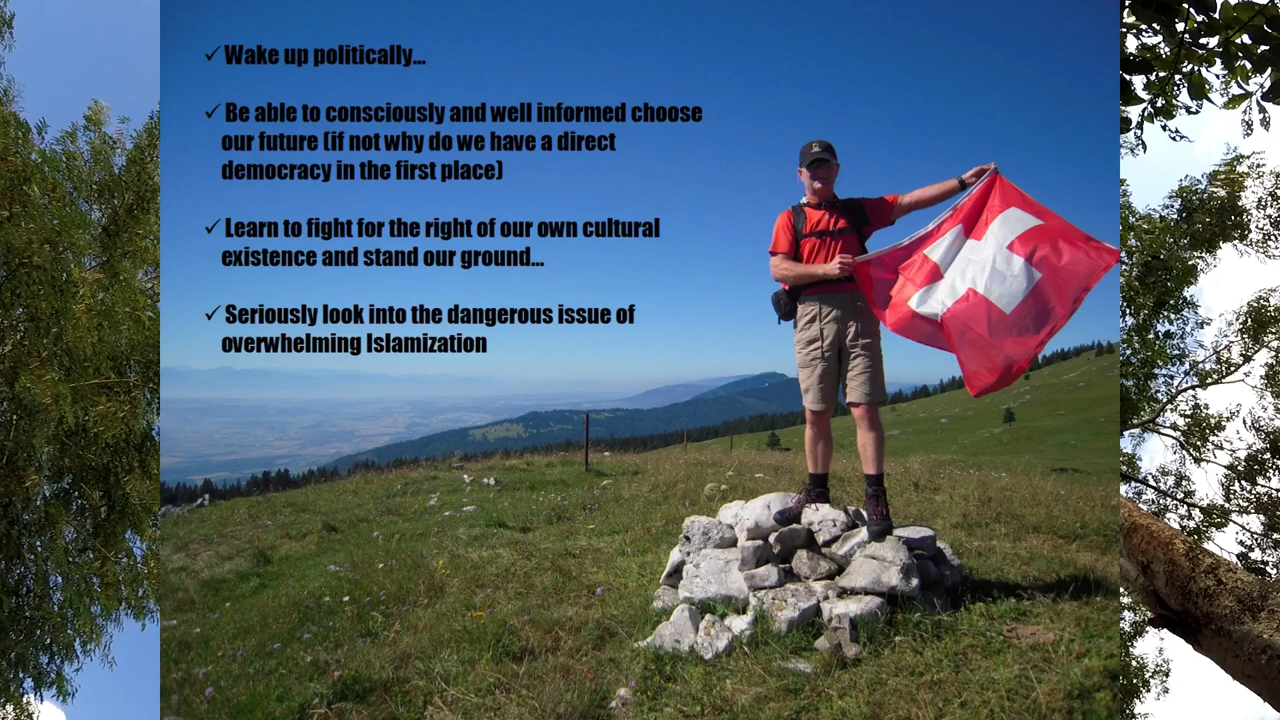 ✓ Wake up politically...
✓ Be able to consciously and well informed choose
our future (if not why do we have a direct
democracy in the first place)
✓ Learn to fight for the right of our own cultural
existence and stand our ground...
✓ Seriously look into the dangerous issue of
overwhelming Islamization